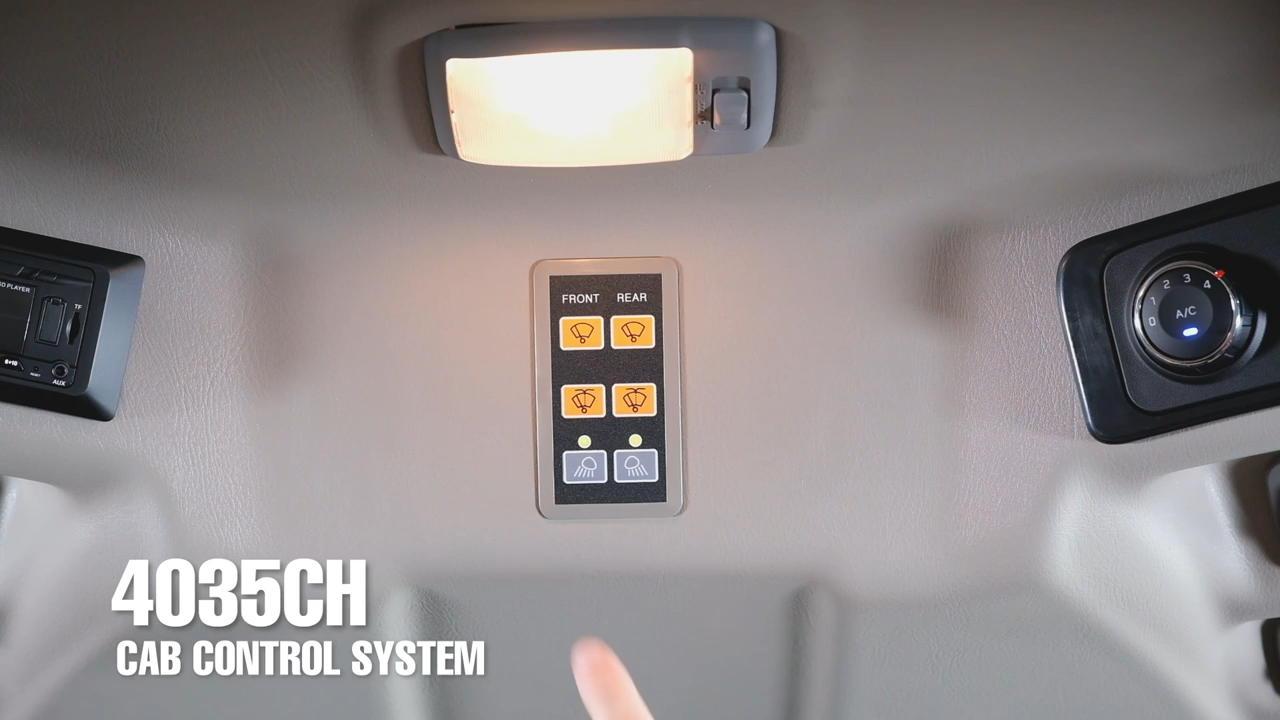 FRONT REAR
D PLAYER
TF
AUX
0 1 2 3 4
A/C
4035CH
CAB CONTROL SYSTEM